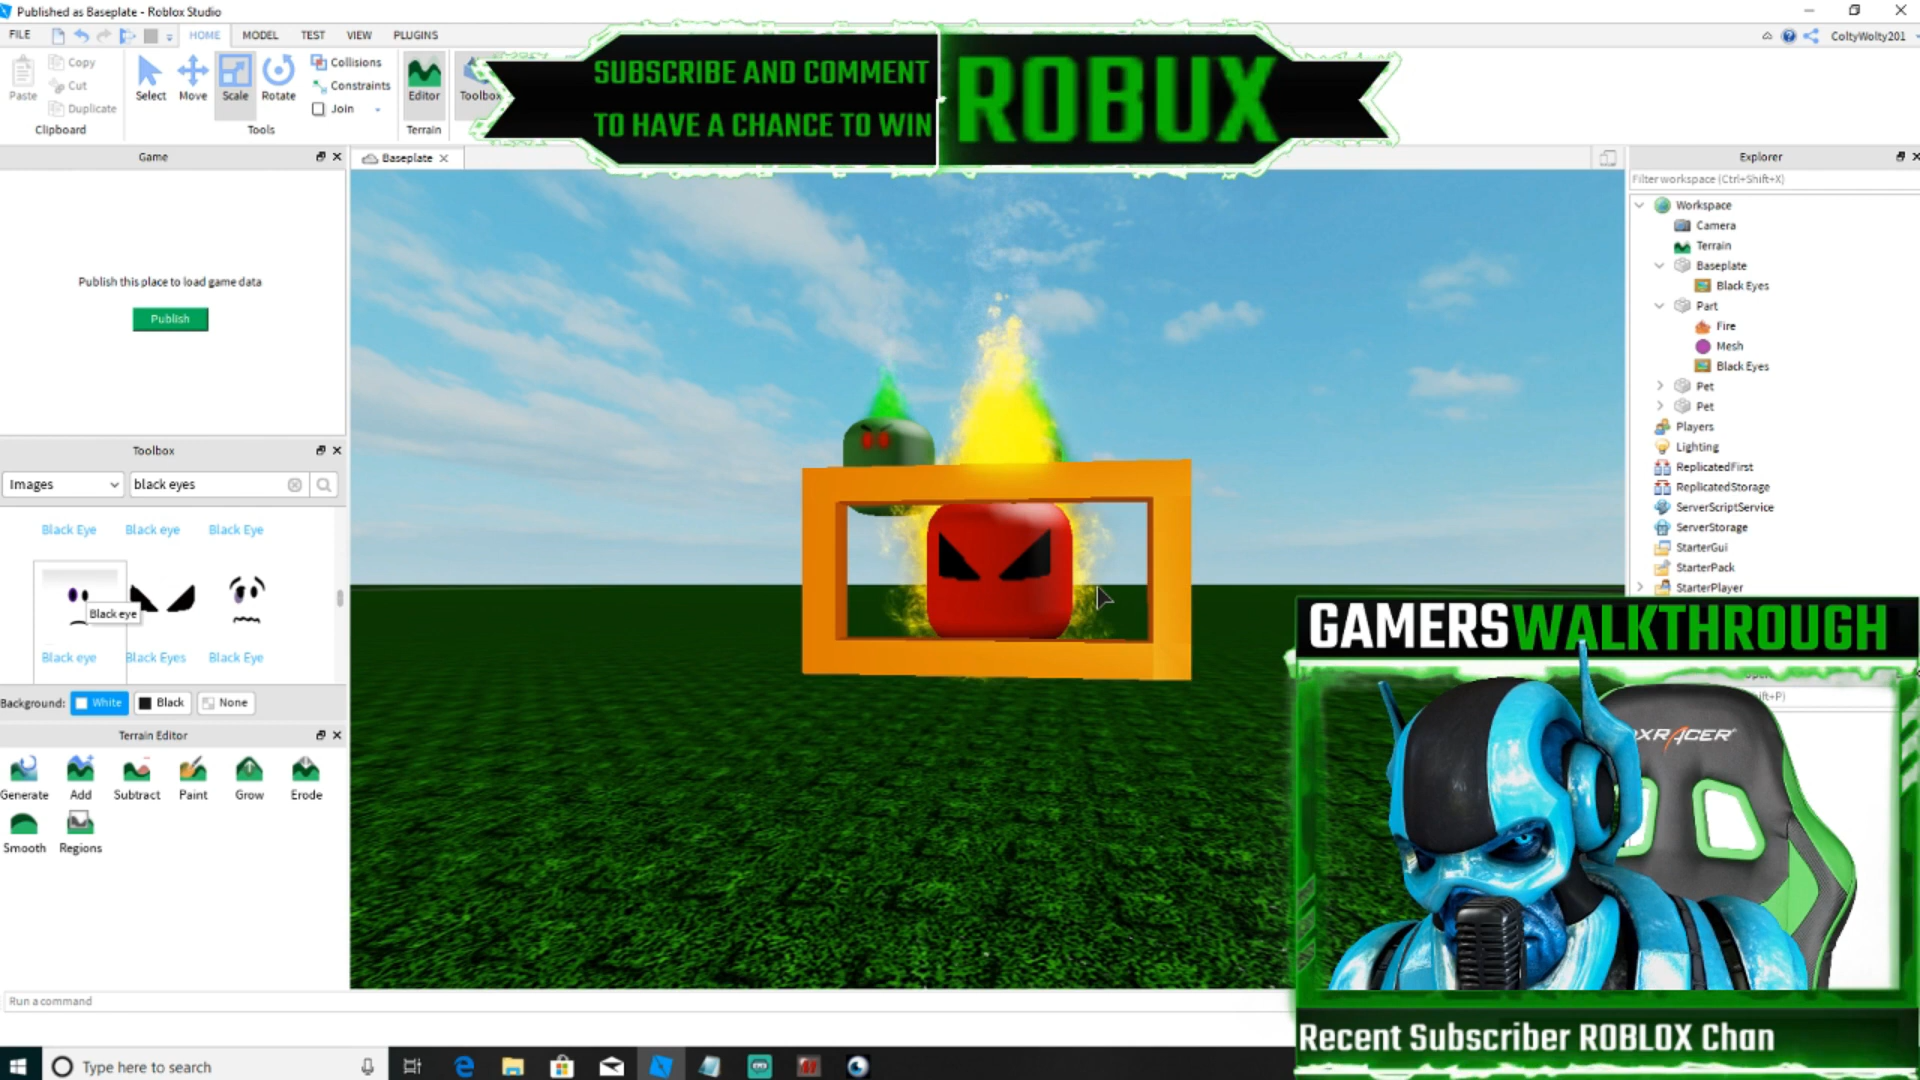 Published as Baseplate - Roblox Studio
FILE HOME MODEL TEST VIEW PLUGINS
ColtyWolty201
Paste Copy Cut Duplicate
Clipboard
Select Move Scale Rotate
Collisions
Constraints
Join
Tools
Editor
Terrain
Toolbox
SUBSCRIBE AND COMMENT
TO HAVE A CHANCE TO WIN
ROBUX
Game
Publish this place to load game data
Publish
Baseplate
Toolbox
Images black eyes
Black Eye Black eye Black Eye
Black eye
Black eye Black Eyes Black Eye
Background: White Black None
Terrain Editor
Generate Add Subtract Paint Grow Erode
Smooth Regions
Run a command
Explorer
Filter workspace (Ctrl+Shift+X)
Workspace
Camera
Terrain
Baseplate
Black Eyes
Part
Fire
Mesh
Black Eyes
Pet
Pet
Players
Lighting
ReplicatedFirst
ReplicatedStorage
ServerScriptService
ServerStorage
StarterGui
StarterPack
StarterPlayer
GAMERSWALKTHROUGH
DXRACER
Recent Subscriber ROBLOX Chan
Type here to search